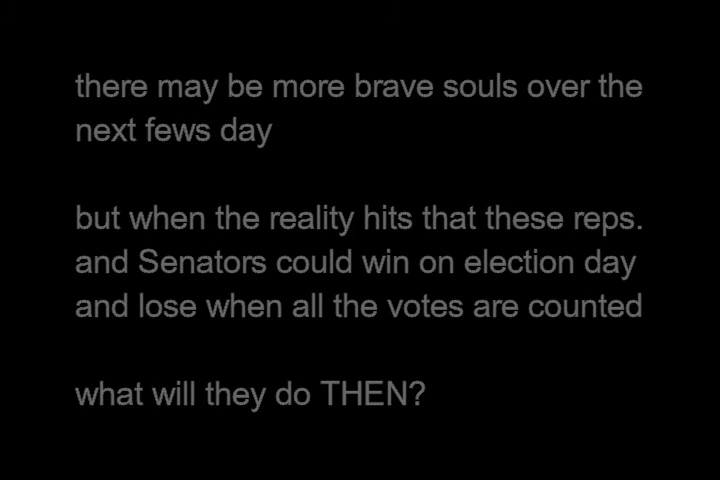 there may be more brave souls over the
next fews day
but when the reality hits that these reps.
and Senators could win on election day
and lose when all the votes are counted
what will they do THEN?